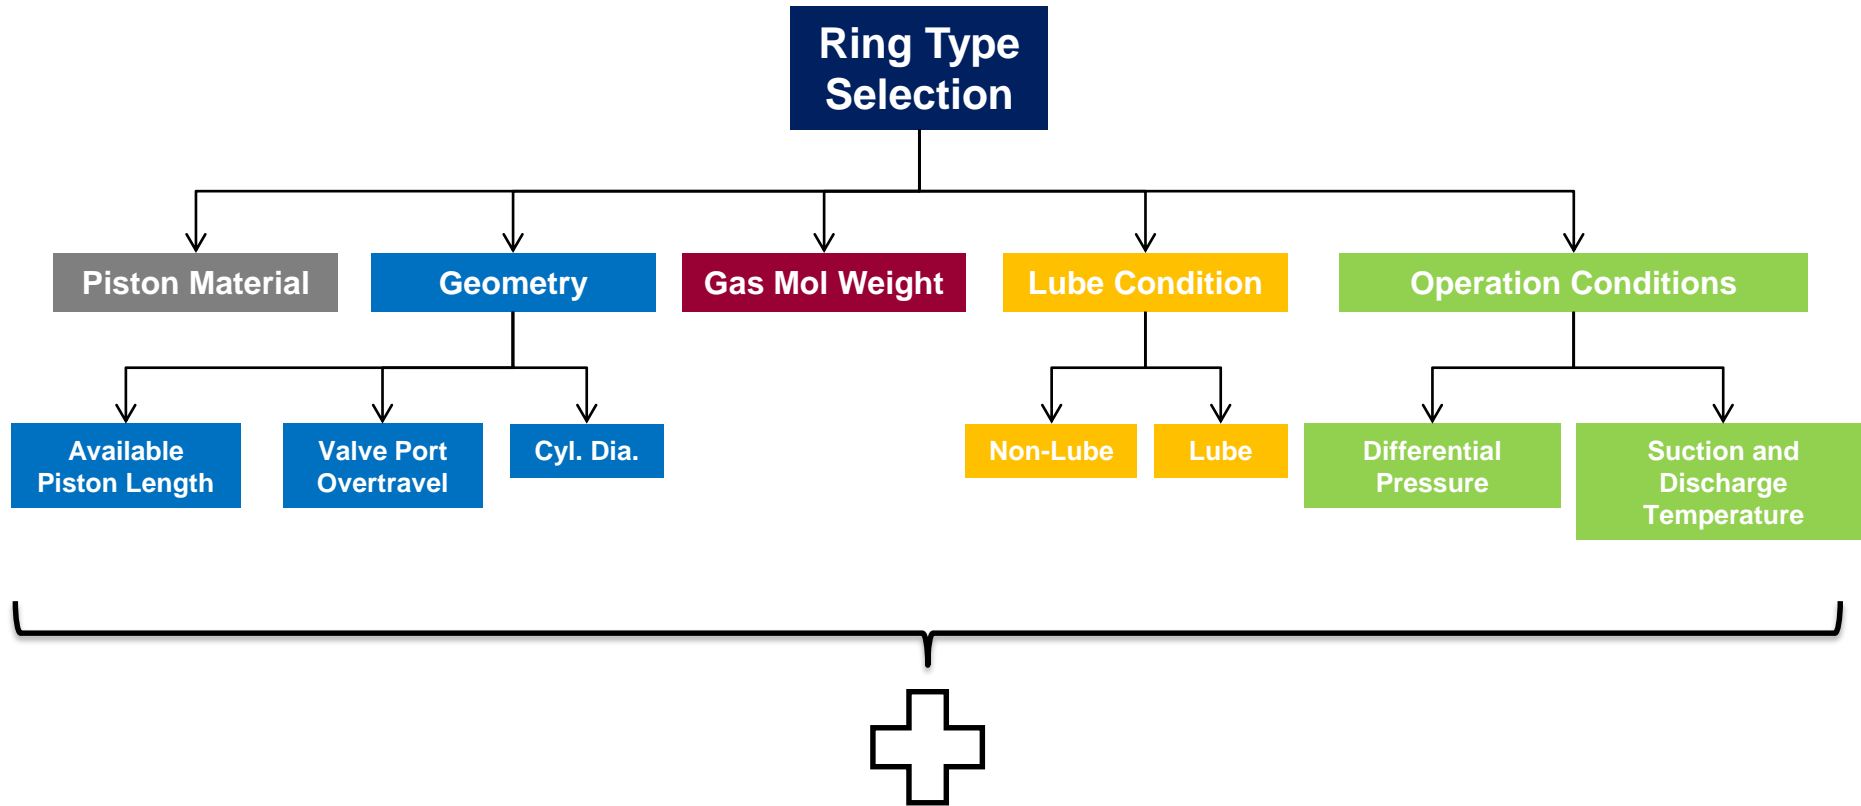 Ring Type
Selection
Piston Material
Geometry
Gas Mol Weight
Lube Condition
Operation Conditions
Available
Piston Length
Valve Port
Overtravel
Cyl. Dia.
Non-Lube
Lube
Differential
Pressure
Suction and
Discharge
Temperature